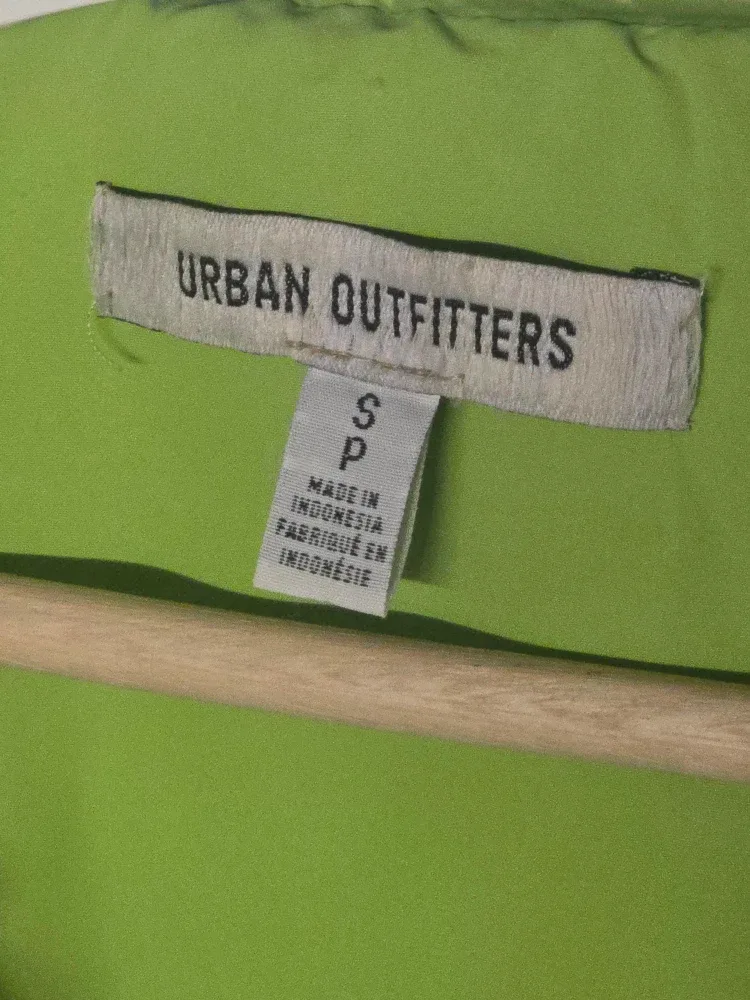 URBAN OUTFITTERS
S
P
MADE IN
INDONESIA
FABRIQUÉ EN
INDONÉSIE